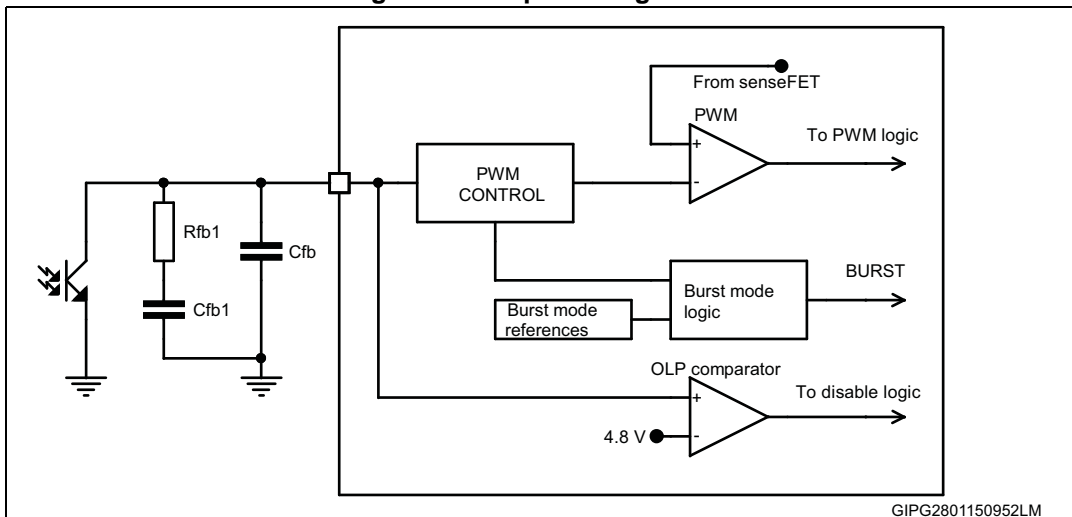 From senseFET
PWM
To PWM logic
+
-
PWM
CONTROL
Rfb1
Cfb
Cfb1
BURST
Burst mode
logic
Burst mode
references
OLP comparator
To disable logic
+
4.8 V
-
GIPG2801150952LM